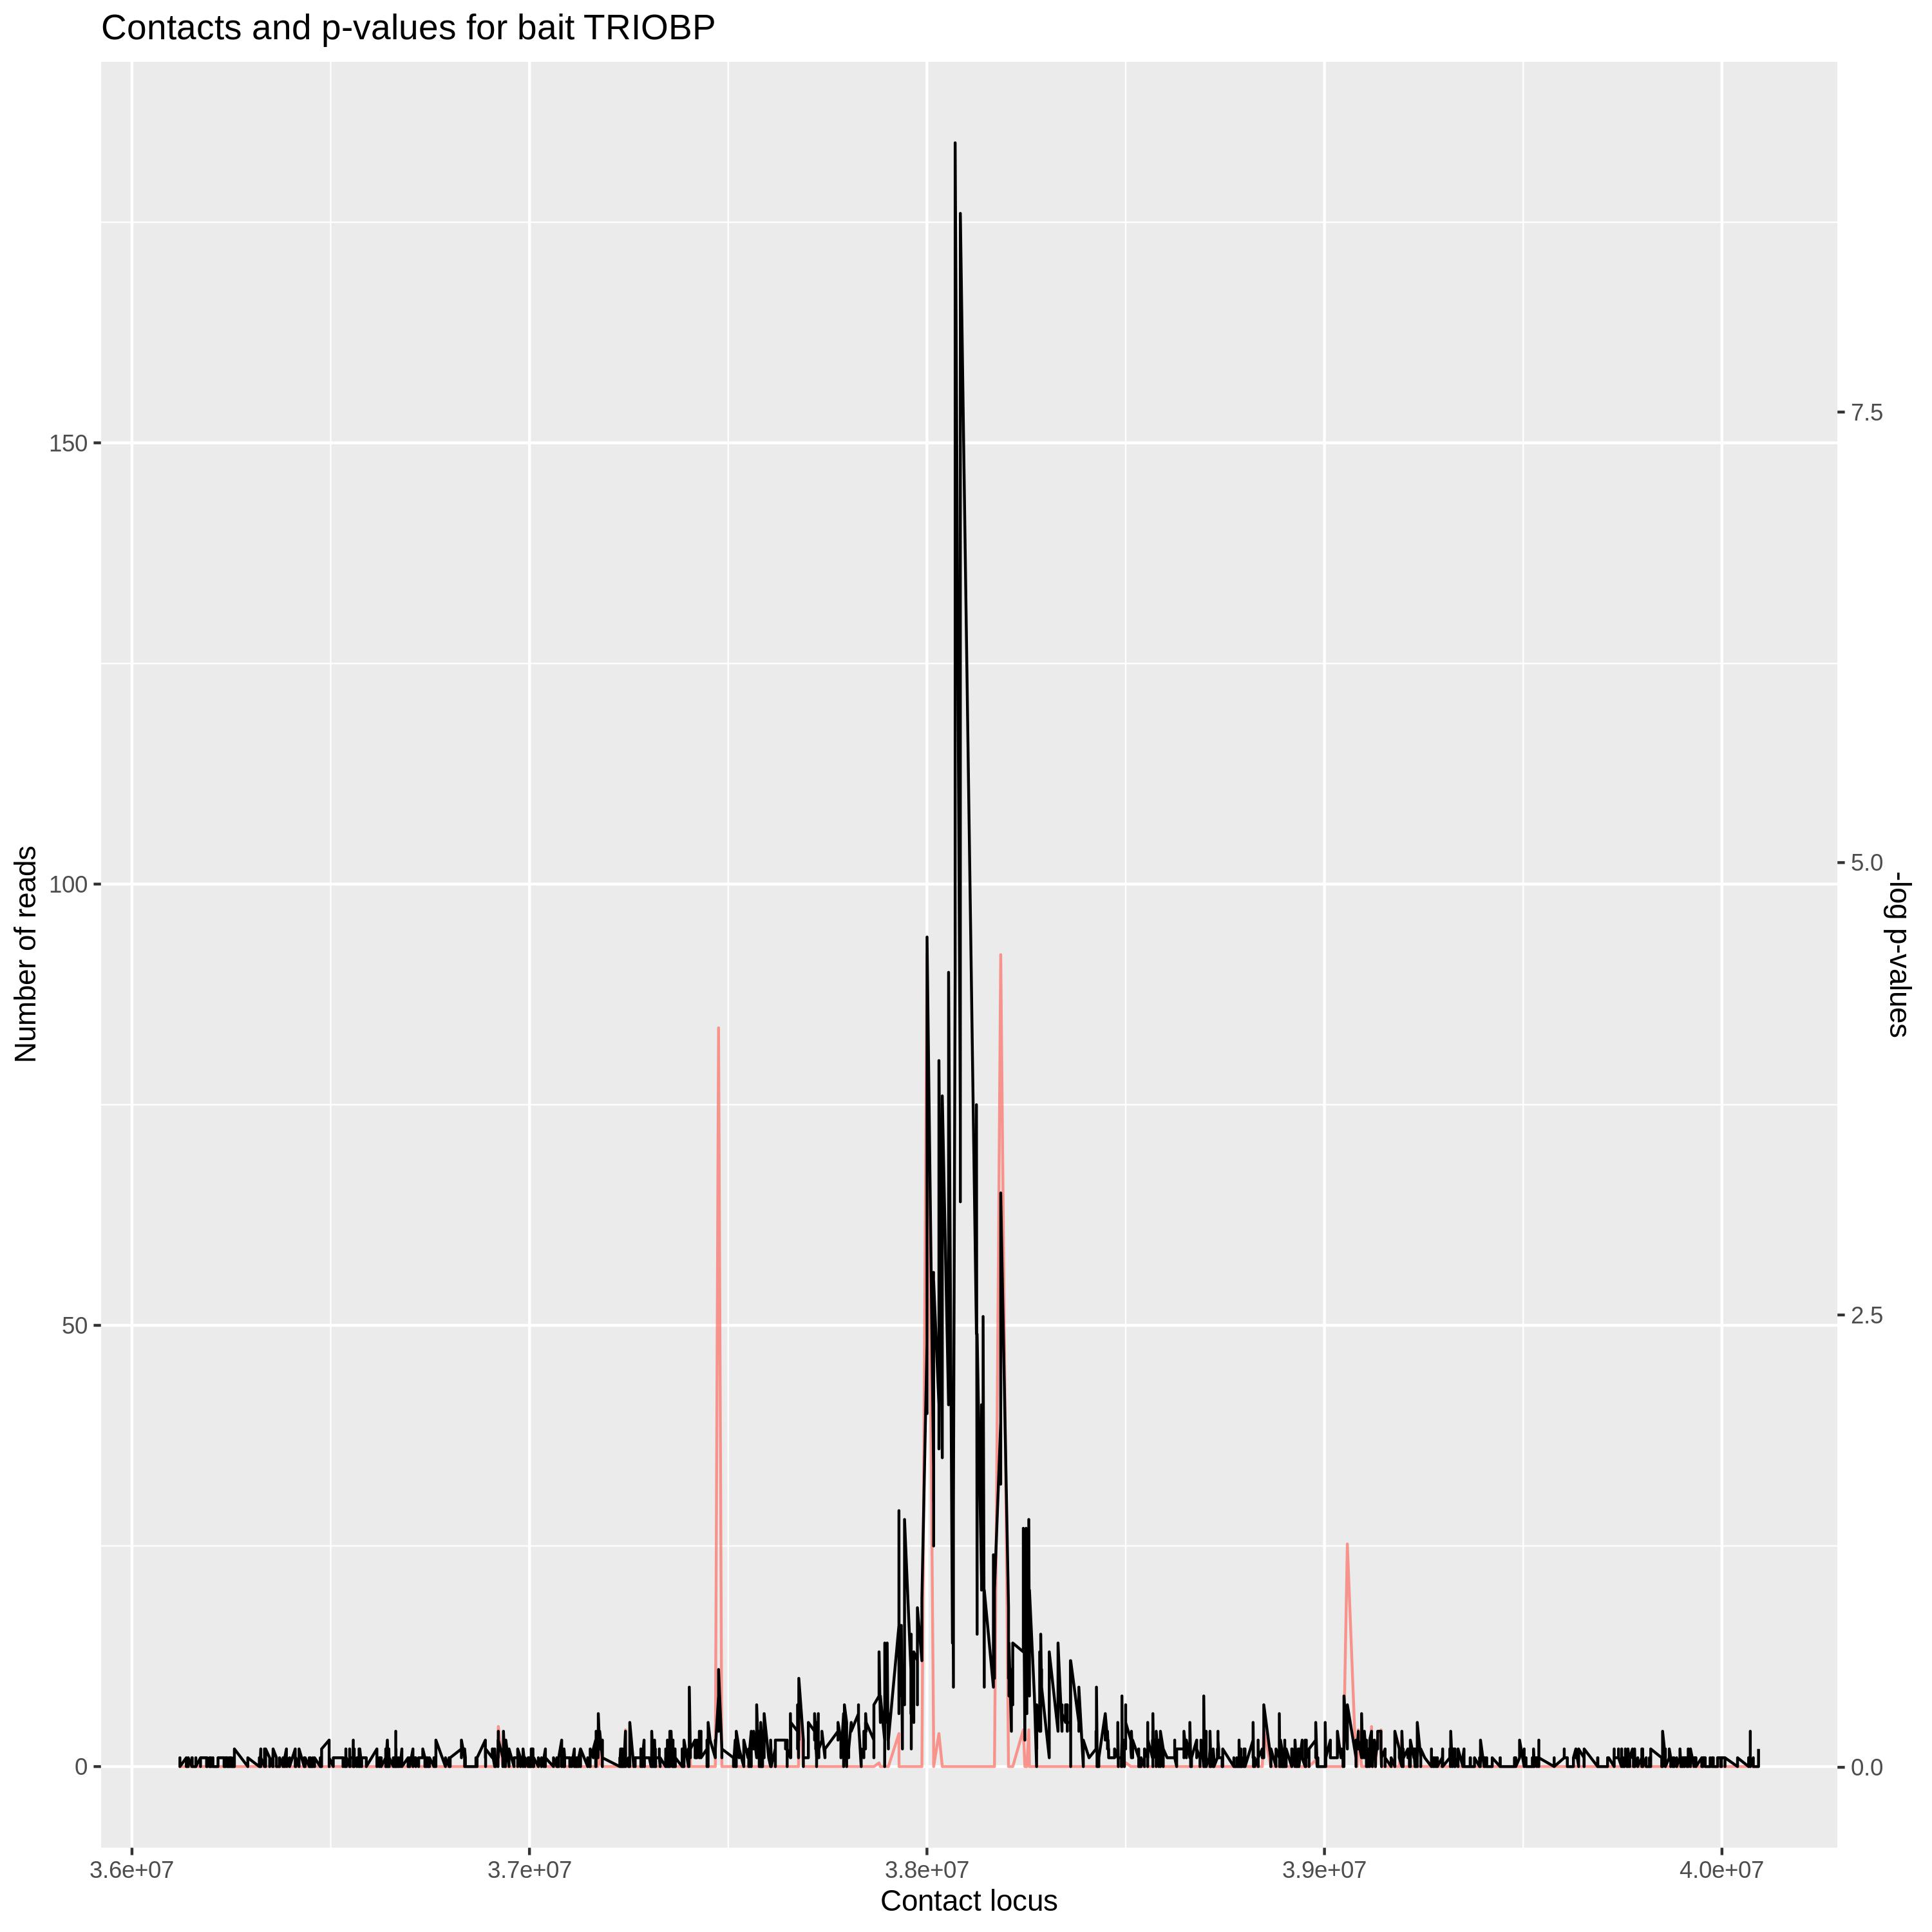 Contacts and p-values for bait TRIOBP
Number of reads
150
100
50
0
7.5
5.0
2.5
0.0
-log p-values
3.6e+07
3.7e+07
3.8e+07
3.9e+07
4.0e+07
Contact locus